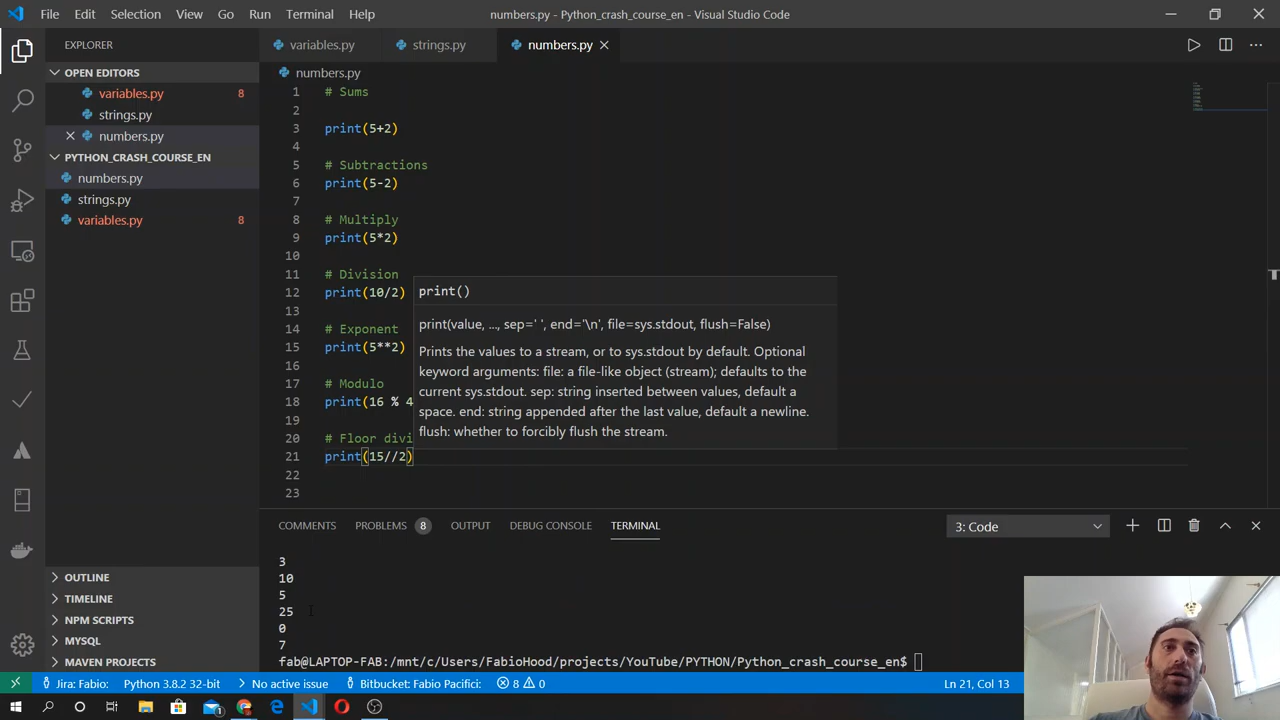 File Edit Selection View Go Run Terminal Help
numbers.py - Python_crash_course_en - Visual Studio Code
EXPLORER
OPEN EDITORS
variables.py 8
strings.py
numbers.py
PYTHON_CRASH_COURSE_EN
numbers.py
strings.py
variables.py 8
OUTLINE
TIMELINE
NPM SCRIPTS
MYSQL
MAVEN PROJECTS
variables.py strings.py numbers.py
numbers.py
1 # Sums
2
3 print(5+2)
4
5 # Subtractions
6 print(5-2)
7
8 # Multiply
9 print(5*2)
10
11 # Division
12 print(10/2)
13
14 # Exponent
15 print(5**2)
16
17 # Modulo
18 print(16 % 4
19
20 # Floor divi
21 print(15//2)
22
23
print()
print(value, ..., sep=' ', end='\n', file=sys.stdout, flush=False)
Prints the values to a stream, or to sys.stdout by default. Optional
keyword arguments: file: a file-like object (stream); defaults to the
current sys.stdout. sep: string inserted between values, default a
space. end: string appended after the last value, default a newline.
flush: whether to forcibly flush the stream.
COMMENTS PROBLEMS 8 OUTPUT DEBUG CONSOLE TERMINAL
3: Code
3
10
5
25
0
7
fab@LAPTOP-FAB:/mnt/c/Users/FabioHood/projects/YouTube/PYTHON/Python_crash_course_en$
Jira: Fabio: Python 3.8.2 32-bit No active issue Bitbucket: Fabio Pacifici: 8 0 Ln 21, Col 13